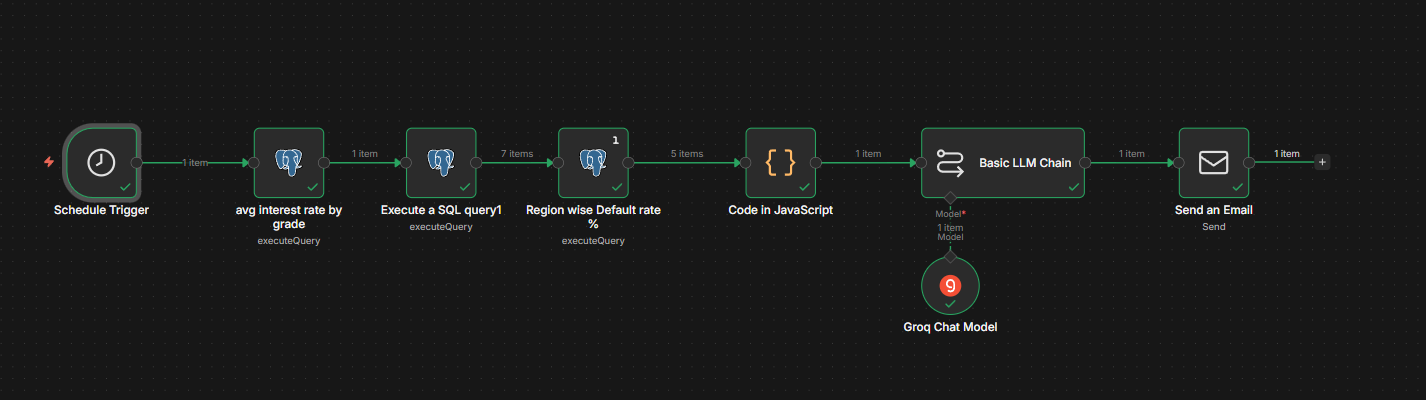 1 item
1 item
7 items
1
5 items
1 item
Basic LLM Chain
1 item
1 item
Schedule Trigger
avg interest rate by
grade
executeQuery
Execute a SQL query1
executeQuery
Region wise Default rate
%
executeQuery
Code in JavaScript
Model*
1 item
Model
Send an Email
Send
Groq Chat Model